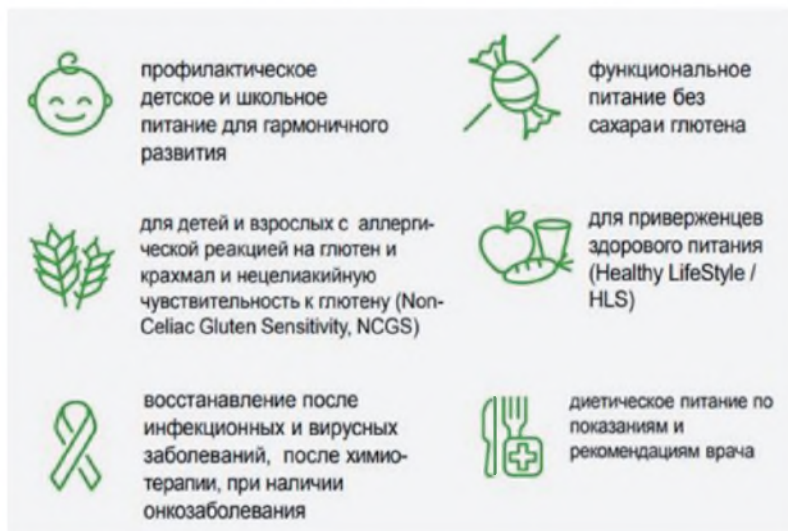 профилактическое
детское и школьное
питание для гармоничного
развития
функциональное
питание без
сахараи глютена
для детей и взрослых с аллерги-
ческой реакцией на глютен и
крахмал и нецелиакийную
чувствительность к глютену (Non-
Celiac Gluten Sensitivity, NCGS)
для приверженцев
здорового питания
(Healthy LifeStyle /
HLS)
восстанавление после
инфекционных и вирусных
заболеваний, после химио-
терапии, при наличии
онкозаболевания
диетическое питание по
показаниям и
рекомендациям врача